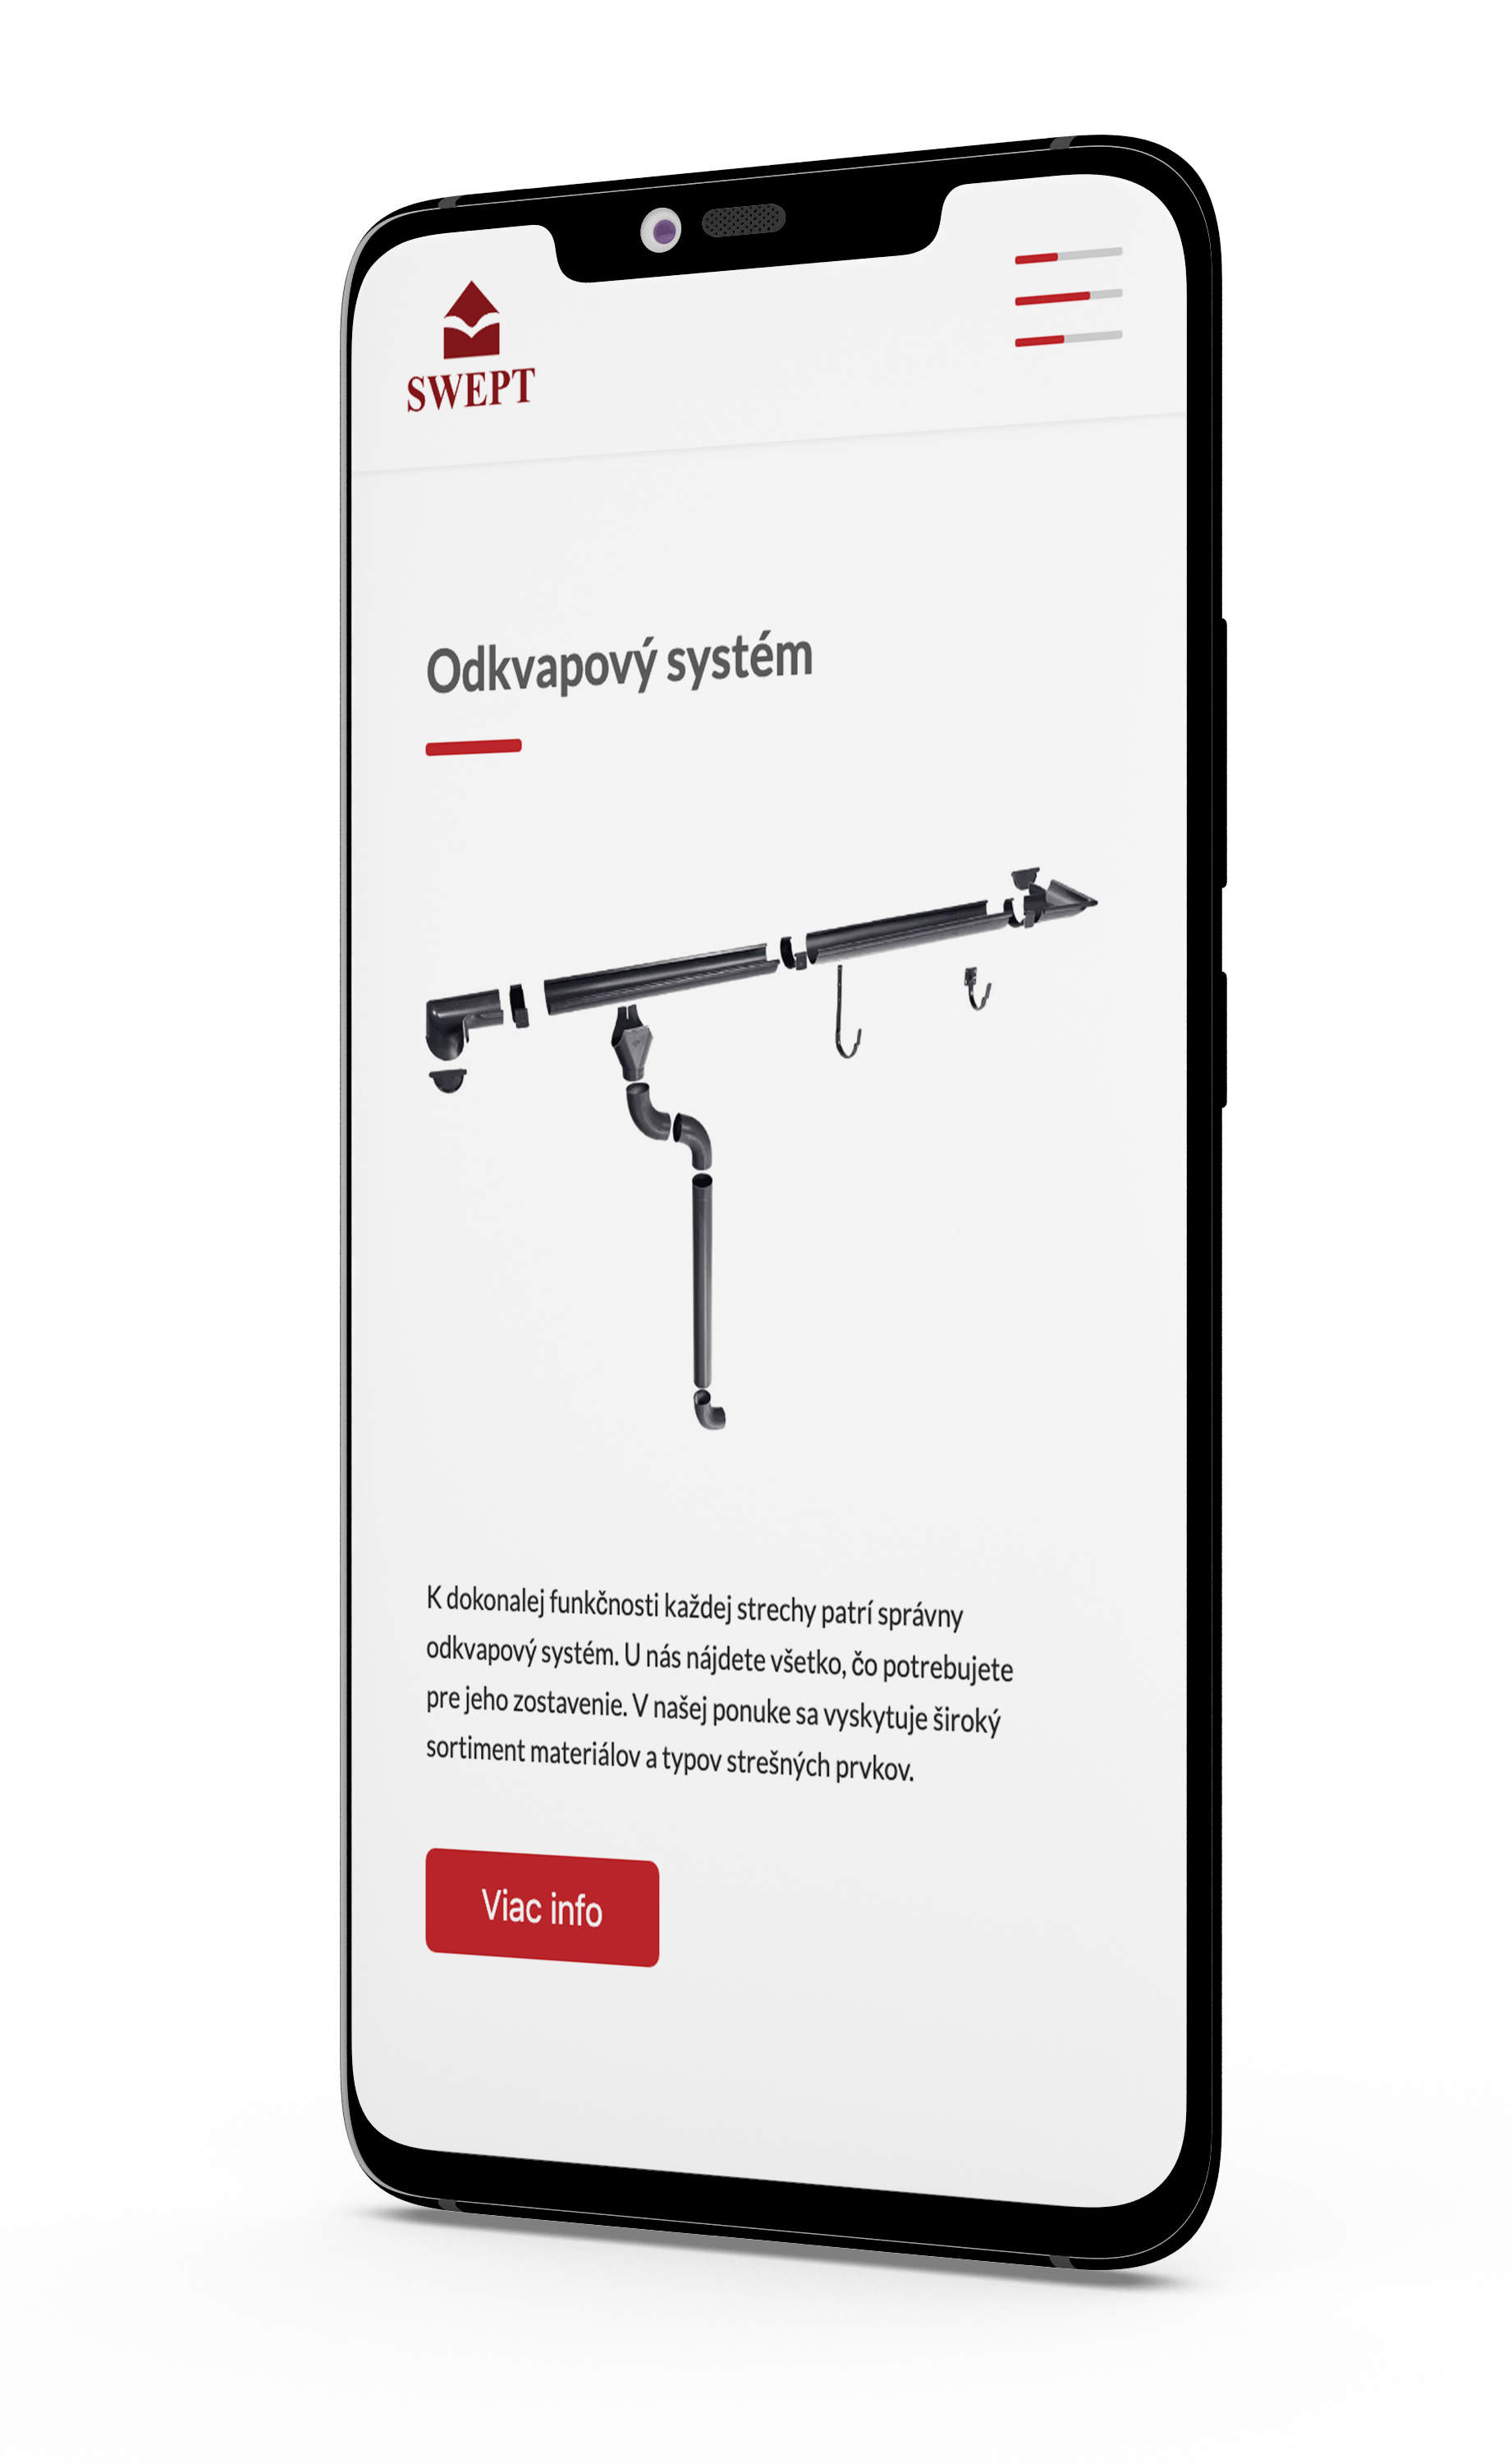 SWEPT
Odkvapový systém
K dokonalej funkčnosti každej strechy patrí správny
odkvapový systém. U nás nájdete všetko, čo potrebujete
pre jeho zostavenie. V našej ponuke sa vyskytuje široký
sortiment materiálov a typov strešných prvkov.
Viac info